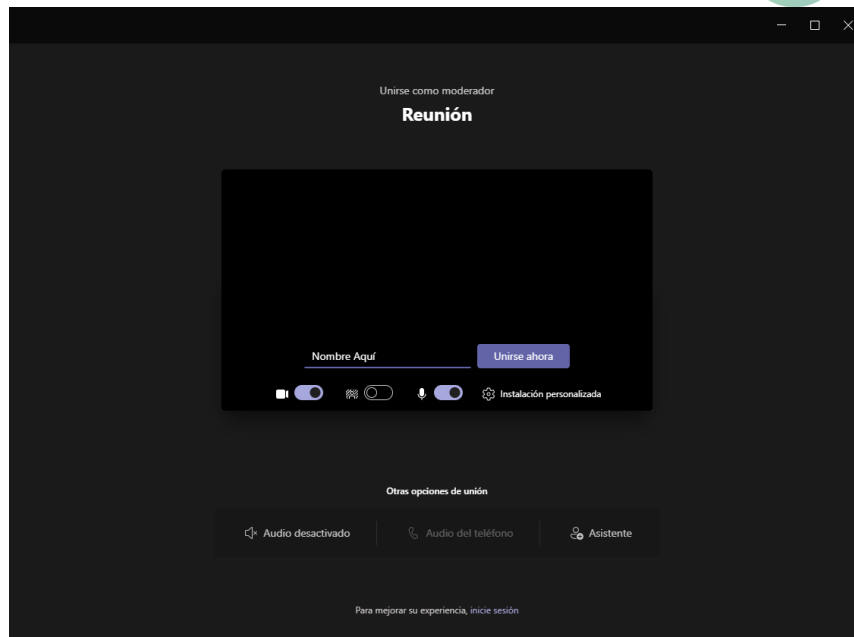 Unirse como moderador
Reunión
Nombre Aquí
Unirse ahora
Instalación personalizada
Otras opciones de unión
Audio desactivado
Audio del teléfono
Asistente
Para mejorar su experiencia, inicie sesión